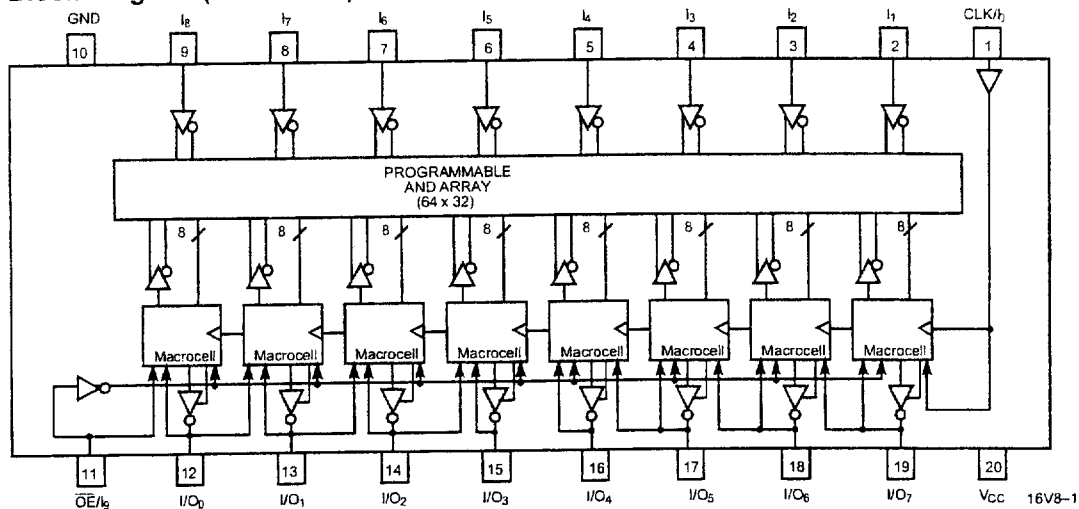 GND I8 I7 I6 I5 I4 I3 I2 I1 CLK/I0
10 9 8 7 6 5 4 3 2 1
PROGRAMMABLE
AND ARRAY
(64 x 32)
8 8 8 8 8 8 8 8
Macrocell Macrocell Macrocell Macrocell Macrocell Macrocell Macrocell Macrocell
11 12 13 14 15 16 17 18 19 20
OE/I9 I/O0 I/O1 I/O2 I/O3 I/O4 I/O5 I/O6 I/O7 VCC 16V8–1